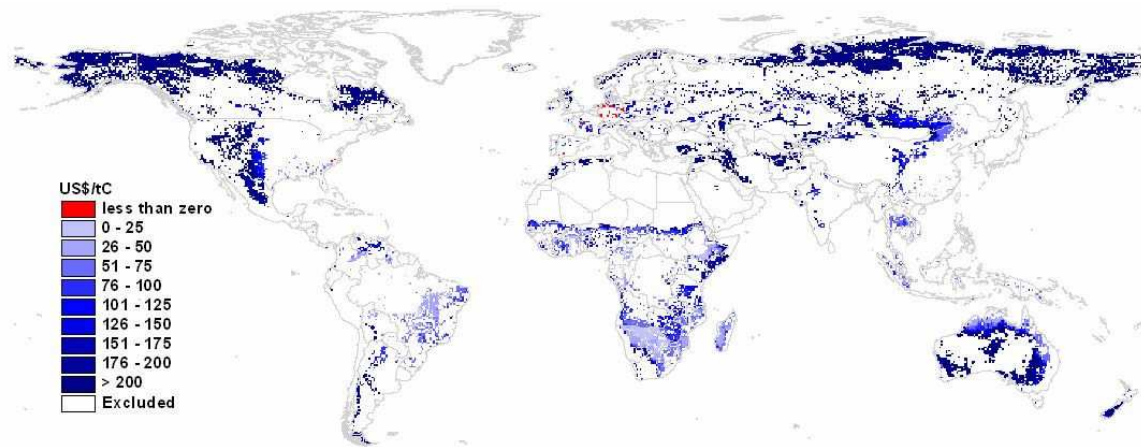 US$/tC
less than zero
0 - 25
26 - 50
51 - 75
76 - 100
101 - 125
126 - 150
151 - 175
176 - 200
> 200
Excluded